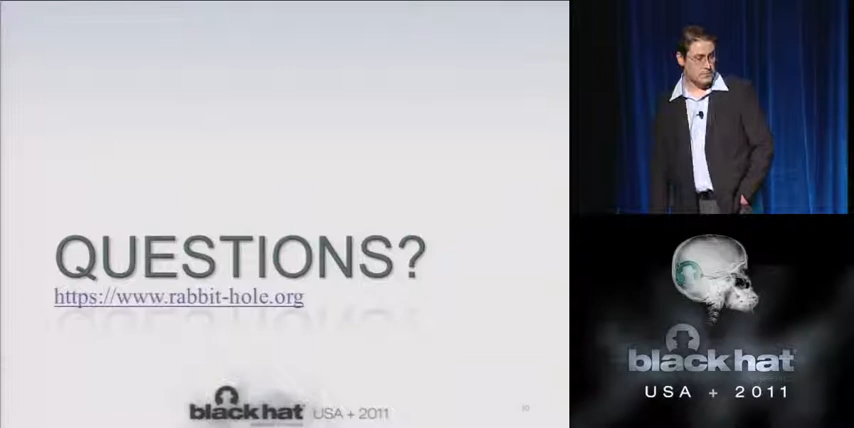 QUESTIONS?
https://www.rabbit-hole.org
black hat USA + 2011
black hat
USA + 2011